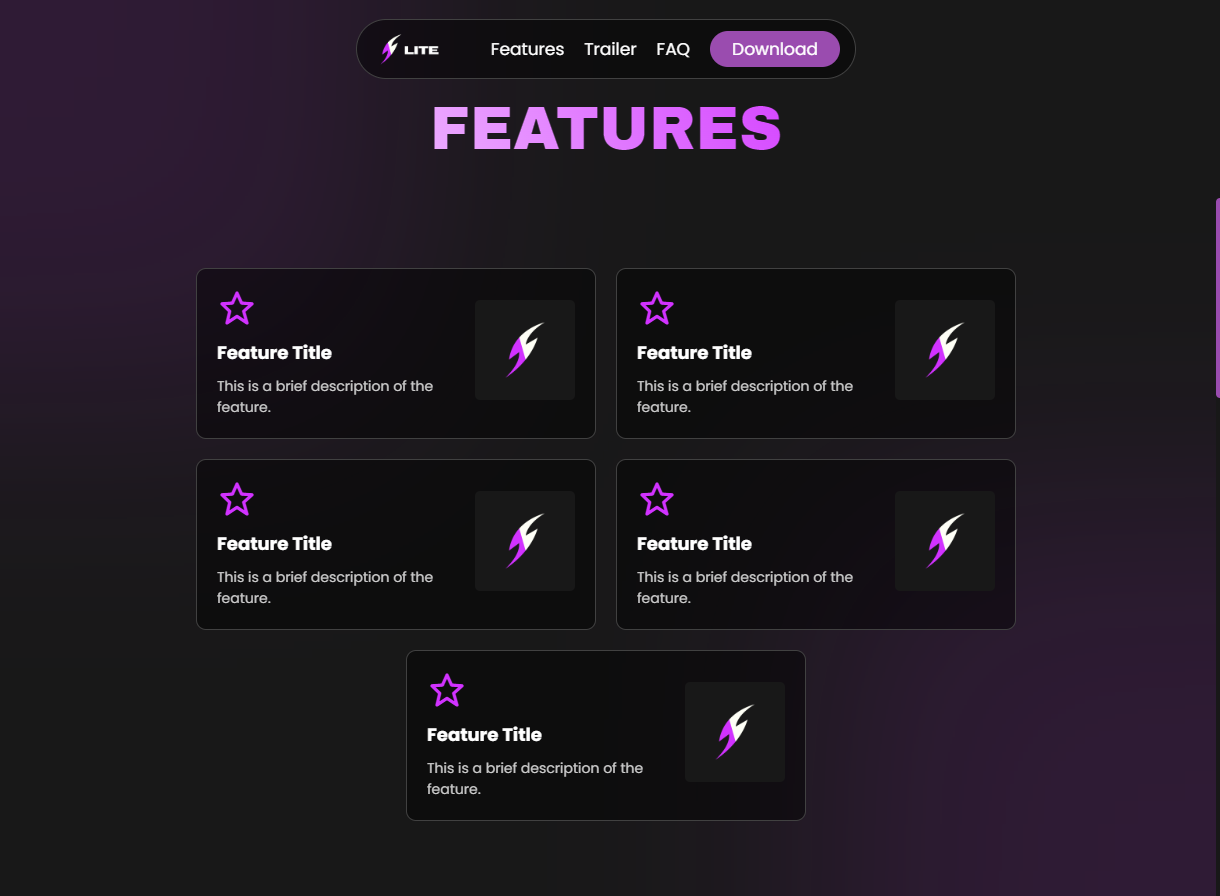 LITE Features Trailer FAQ Download
FEATURES
Feature Title
This is a brief description of the
feature.
Feature Title
This is a brief description of the
feature.
Feature Title
This is a brief description of the
feature.
Feature Title
This is a brief description of the
feature.
Feature Title
This is a brief description of the
feature.